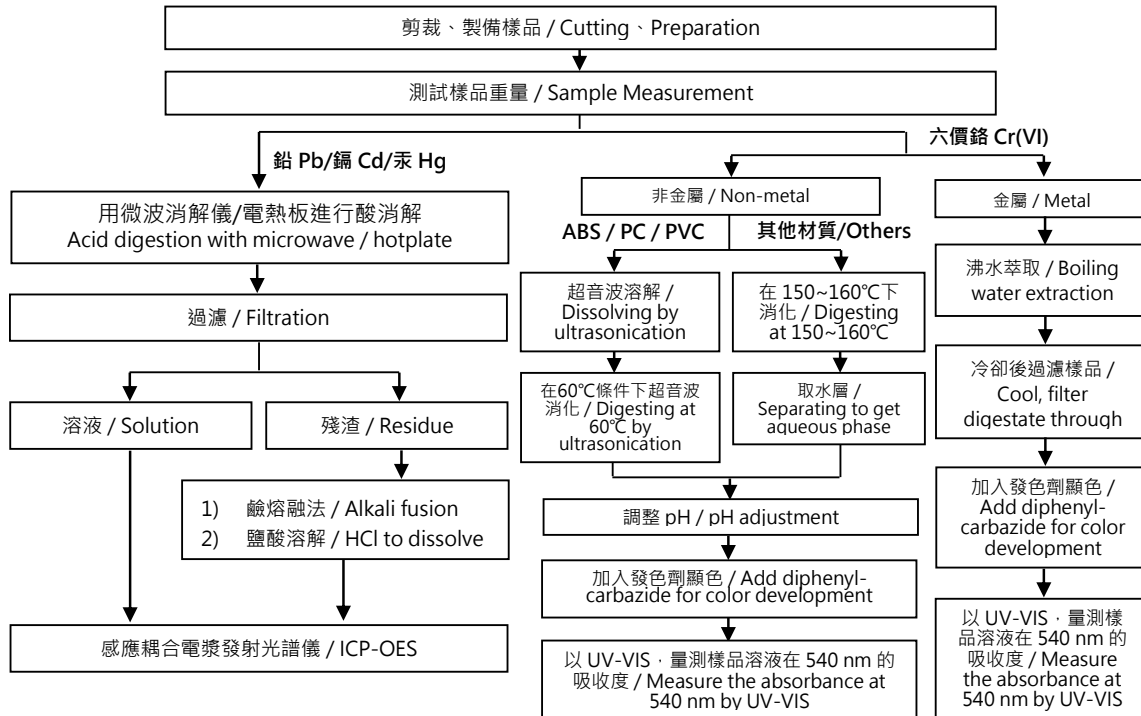 剪裁、製備樣品 / Cutting、Preparation
測試樣品重量 / Sample Measurement
鉛 Pb/鎘 Cd/汞 Hg
六價鉻 Cr(VI)
用微波消解儀/電熱板進行酸消解
Acid digestion with microwave / hotplate
過濾 / Filtration
溶液 / Solution
殘渣 / Residue
1) 鹼熔融法 / Alkali fusion
2) 鹽酸溶解 / HCl to dissolve
感應耦合電漿發射光譜儀 / ICP-OES
非金屬 / Non-metal
ABS / PC / PVC
其他材質/Others
超音波溶解 /
Dissolving by
ultrasonication
在 150~160℃下
消化 / Digesting
at 150~160℃
在60℃條件下超音波
消化 / Digesting at
60℃ by
ultrasonication
取水層 /
Separating to get
aqueous phase
調整 pH / pH adjustment
加入發色劑顯色 / Add diphenyl-
carbazide for color development
以 UV-VIS，量測樣品溶液在 540 nm 的
吸收度 / Measure the absorbance at
540 nm by UV-VIS
金屬 / Metal
沸水萃取 / Boiling
water extraction
冷卻後過濾樣品 /
Cool, filter
digestate through
加入發色劑顯色 /
Add diphenyl-
carbazide for color
development
以 UV-VIS，量測樣
品溶液在 540 nm 的
吸收度 / Measure
the absorbance at
540 nm by UV-VIS